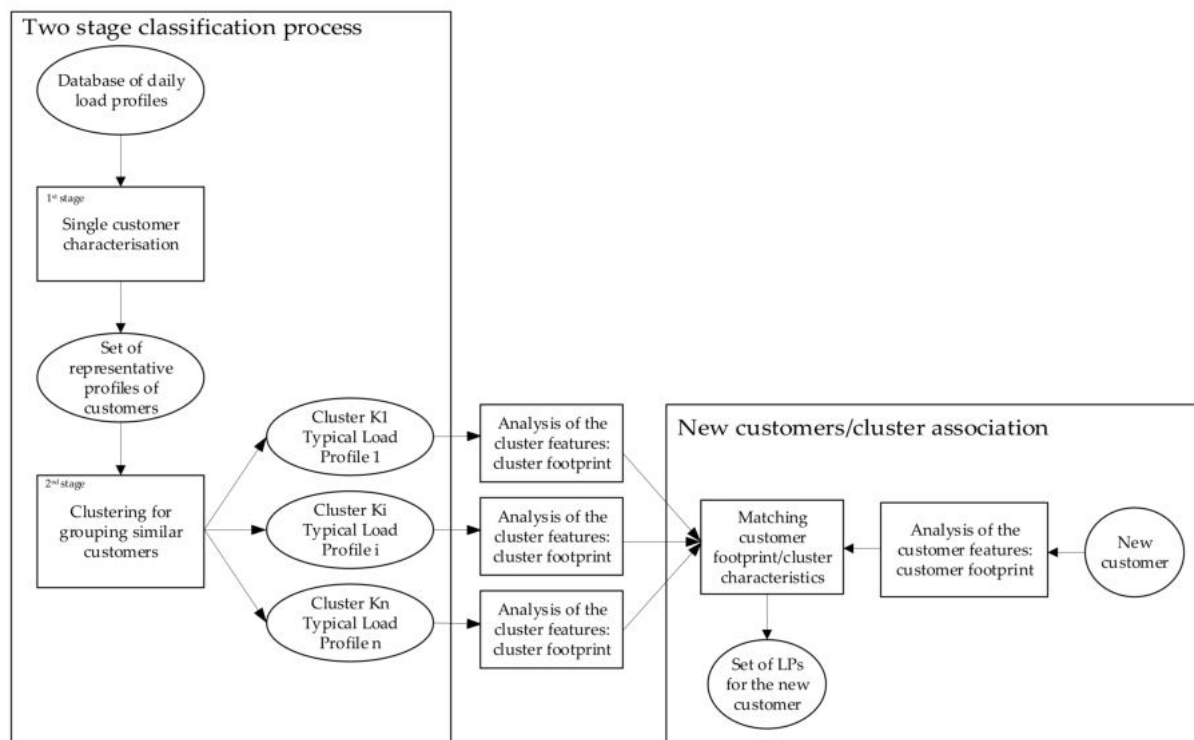 Two stage classification process
Database of daily
load profiles
1st stage
Single customer
characterisation
Set of
representative
profiles of
customers
2nd stage
Clustering for
grouping similar
customers
Cluster K1
Typical Load
Profile 1
Cluster Ki
Typical Load
Profile i
Cluster Kn
Typical Load
Profile n
Analysis of the
cluster features:
cluster footprint
Analysis of the
cluster features:
cluster footprint
Analysis of the
cluster features:
cluster footprint
New customers/cluster association
Matching
customer
footprint/cluster
characteristics
Analysis of the
customer features:
customer footprint
New
customer
Set of LPs
for the new
customer